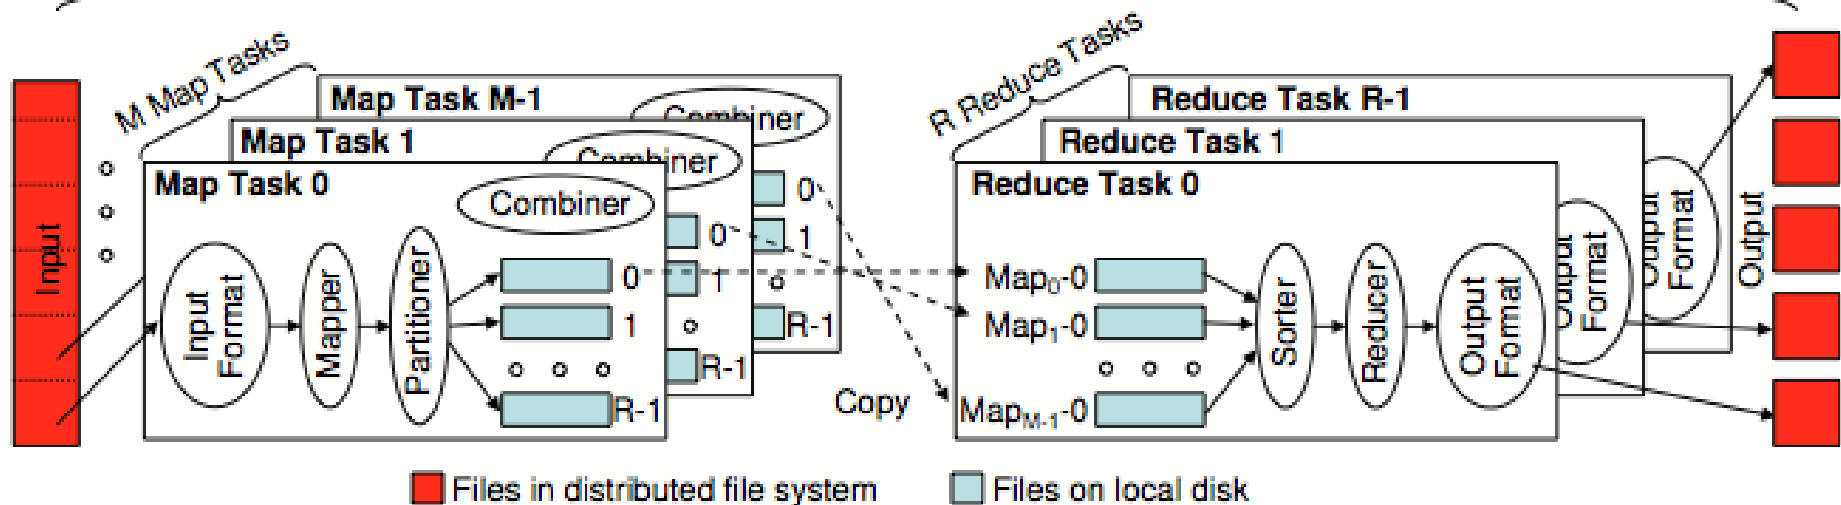 M Map Tasks
Map Task M-1
Combiner
Map Task 1
Combiner
Map Task 0
Combiner
Input
Input
Format
Mapper
Partitioner
0
1
R-1
0
1
R-1
0
1
R-1
Copy
R Reduce Tasks
Reduce Task R-1
Reduce Task 1
Reduce Task 0
Map0-0
Map1-0
MapM-1-0
Sorter
Reducer
Output
Format
Output
Format
Output
Format
Output
Files in distributed file system
Files on local disk